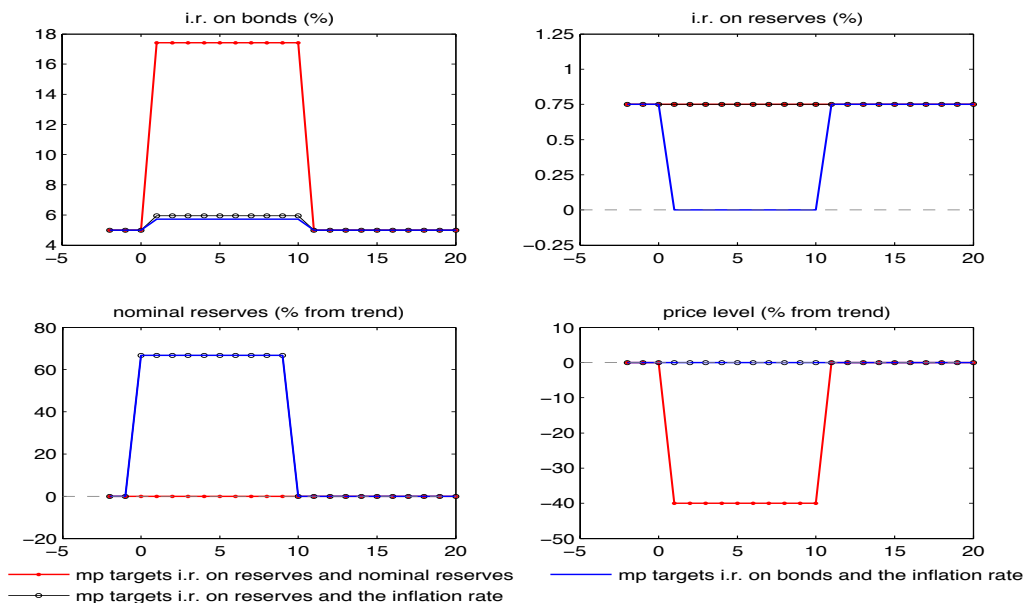 i.r. on bonds (%)
18
16
14
12
10
8
6
4
−5 0 5 10 15 20
i.r. on reserves (%)
1.25
1
0.75
0.5
0.25
0
−0.25
−5 0 5 10 15 20
nominal reserves (% from trend)
80
60
40
20
0
−20
−5 0 5 10 15 20
price level (% from trend)
10
0
−10
−20
−30
−40
−50
−5 0 5 10 15 20
mp targets i.r. on reserves and nominal reserves
mp targets i.r. on reserves and the inflation rate
mp targets i.r. on bonds and the inflation rate